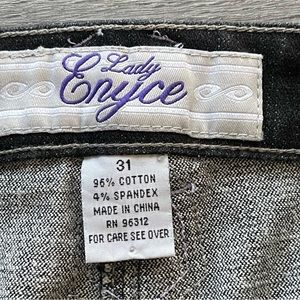 Lady
Enyce
31
96% COTTON
4% SPANDEX
MADE IN CHINA
RN 96312
FOR CARE SEE OVER